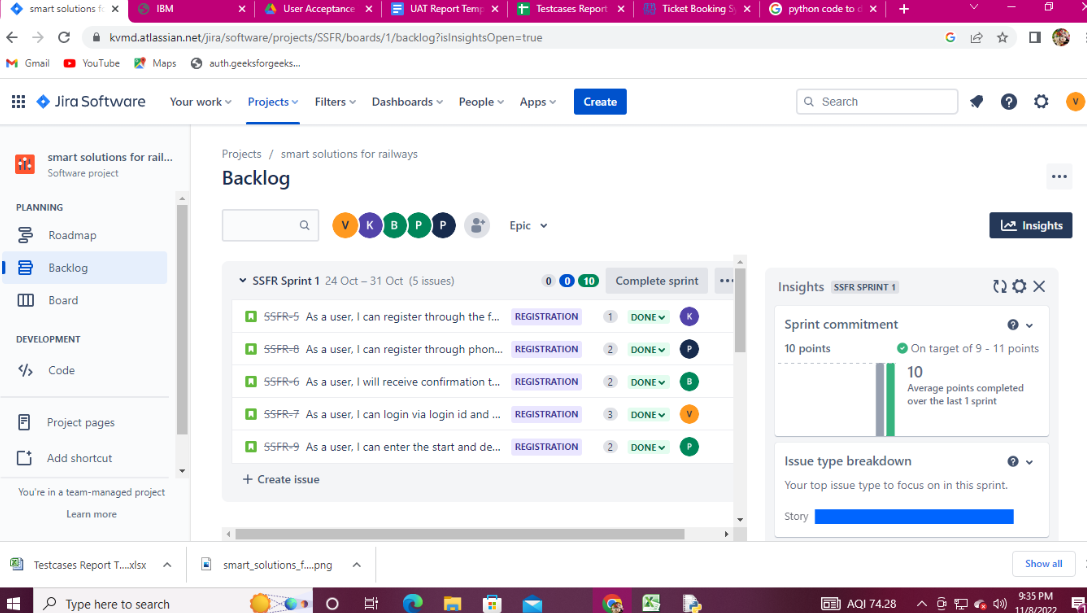 smart solutions for rail
IBM
User Acceptance
UAT Report Temp
Testcases Report
Ticket Booking Sy
python code to d
kvmd.atlassian.net/jira/software/projects/SSFR/boards/1/backlog?isInsightsOpen=true
Gmail YouTube Maps auth.geeksforgeeks...
Jira Software Your work Projects Filters Dashboards People Apps Create Search V
smart solutions for rail...
Software project
PLANNING
Roadmap
Backlog
Board
DEVELOPMENT
Code
Project pages
Add shortcut
You're in a team-managed project
Learn more
Projects / smart solutions for railways
Backlog
V K B P P Epic Insights
SSFR Sprint 1 24 Oct – 31 Oct (5 issues) 0 0 10 Complete sprint
SSFR-5 As a user, I can register through the f... REGISTRATION 1 DONE K
SSFR-8 As a user, I can register through phon... REGISTRATION 2 DONE P
SSFR-6 As a user, I will receive confirmation t... REGISTRATION 2 DONE B
SSFR-7 As a user, I can login via login id and ... REGISTRATION 3 DONE V
SSFR-9 As a user, I can enter the start and de... REGISTRATION 2 DONE P
+ Create issue
Insights SSFR SPRINT 1
Sprint commitment
10 points On target of 9 - 11 points
10
Average points completed
over the last 1 sprint
Issue type breakdown
Your top issue type to focus on in this sprint.
Story
Testcases Report T....xlsx
smart_solutions_f....png
Show all
Type here to search
AQI 74.28
9:35 PM
11/8/2022